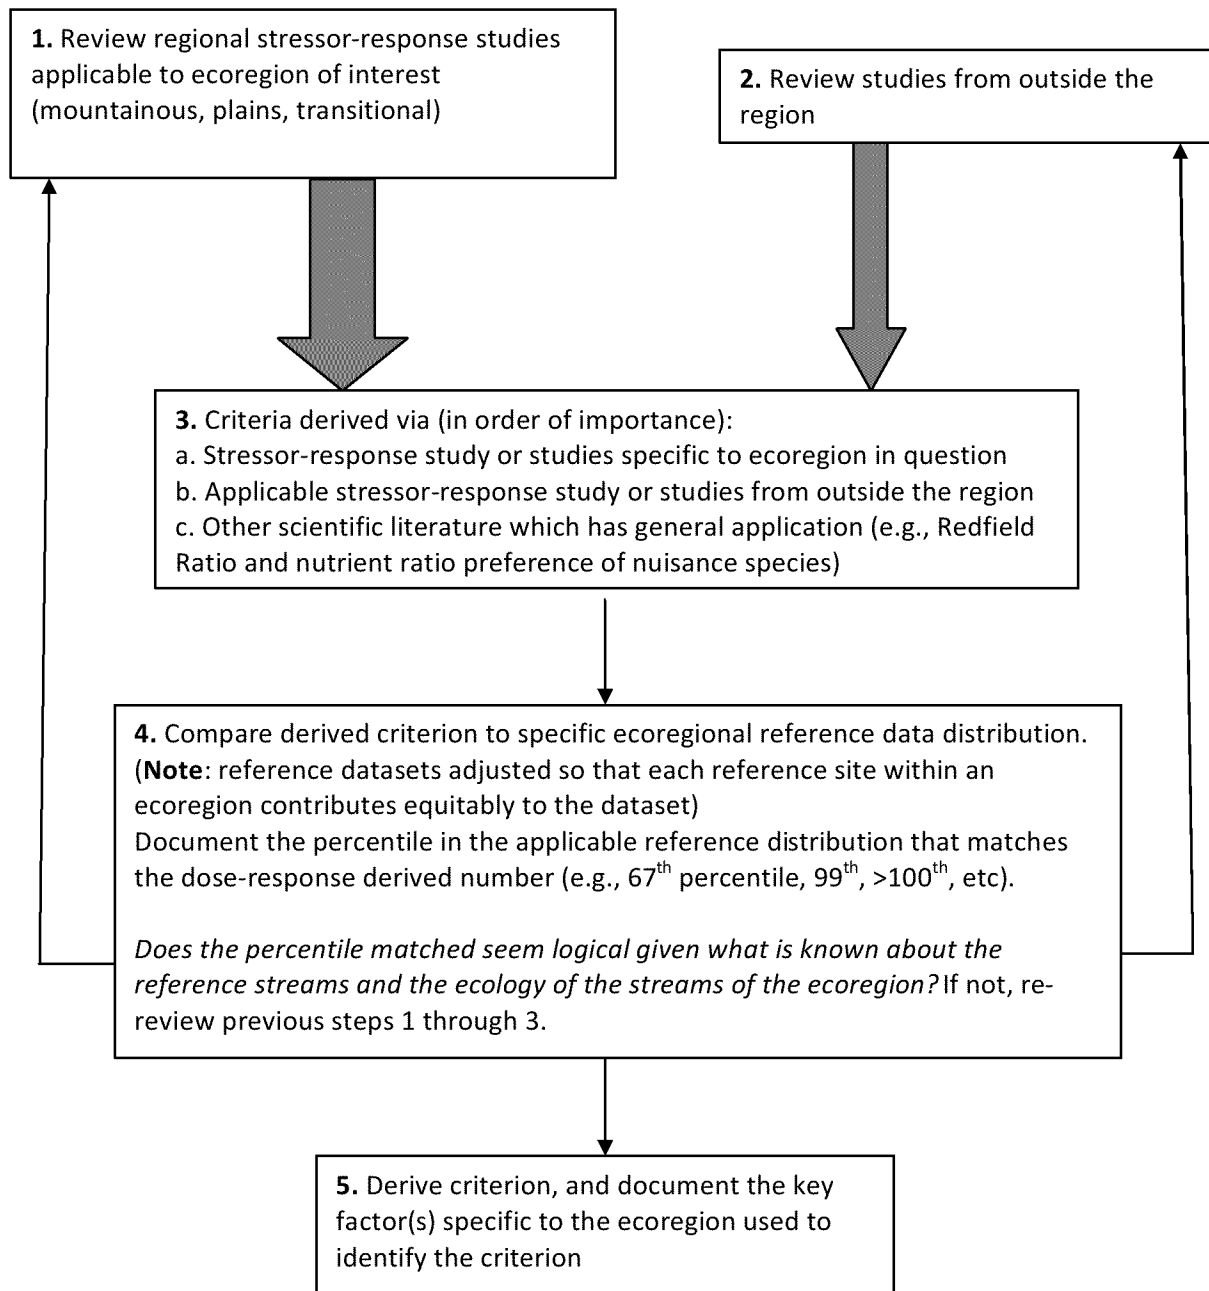 1. Review regional stressor-response studies
applicable to ecoregion of interest
(mountainous, plains, transitional)
2. Review studies from outside the
region
3. Criteria derived via (in order of importance):
a. Stressor-response study or studies specific to ecoregion in question
b. Applicable stressor-response study or studies from outside the region
c. Other scientific literature which has general application (e.g., Redfield
Ratio and nutrient ratio preference of nuisance species)
4. Compare derived criterion to specific ecoregional reference data distribution.
(Note: reference datasets adjusted so that each reference site within an
ecoregion contributes equitably to the dataset)
Document the percentile in the applicable reference distribution that matches
the dose-response derived number (e.g., 67th percentile, 99th, >100th, etc).
Does the percentile matched seem logical given what is known about the
reference streams and the ecology of the streams of the ecoregion? If not, re-
review previous steps 1 through 3.
5. Derive criterion, and document the key
factor(s) specific to the ecoregion used to
identify the criterion